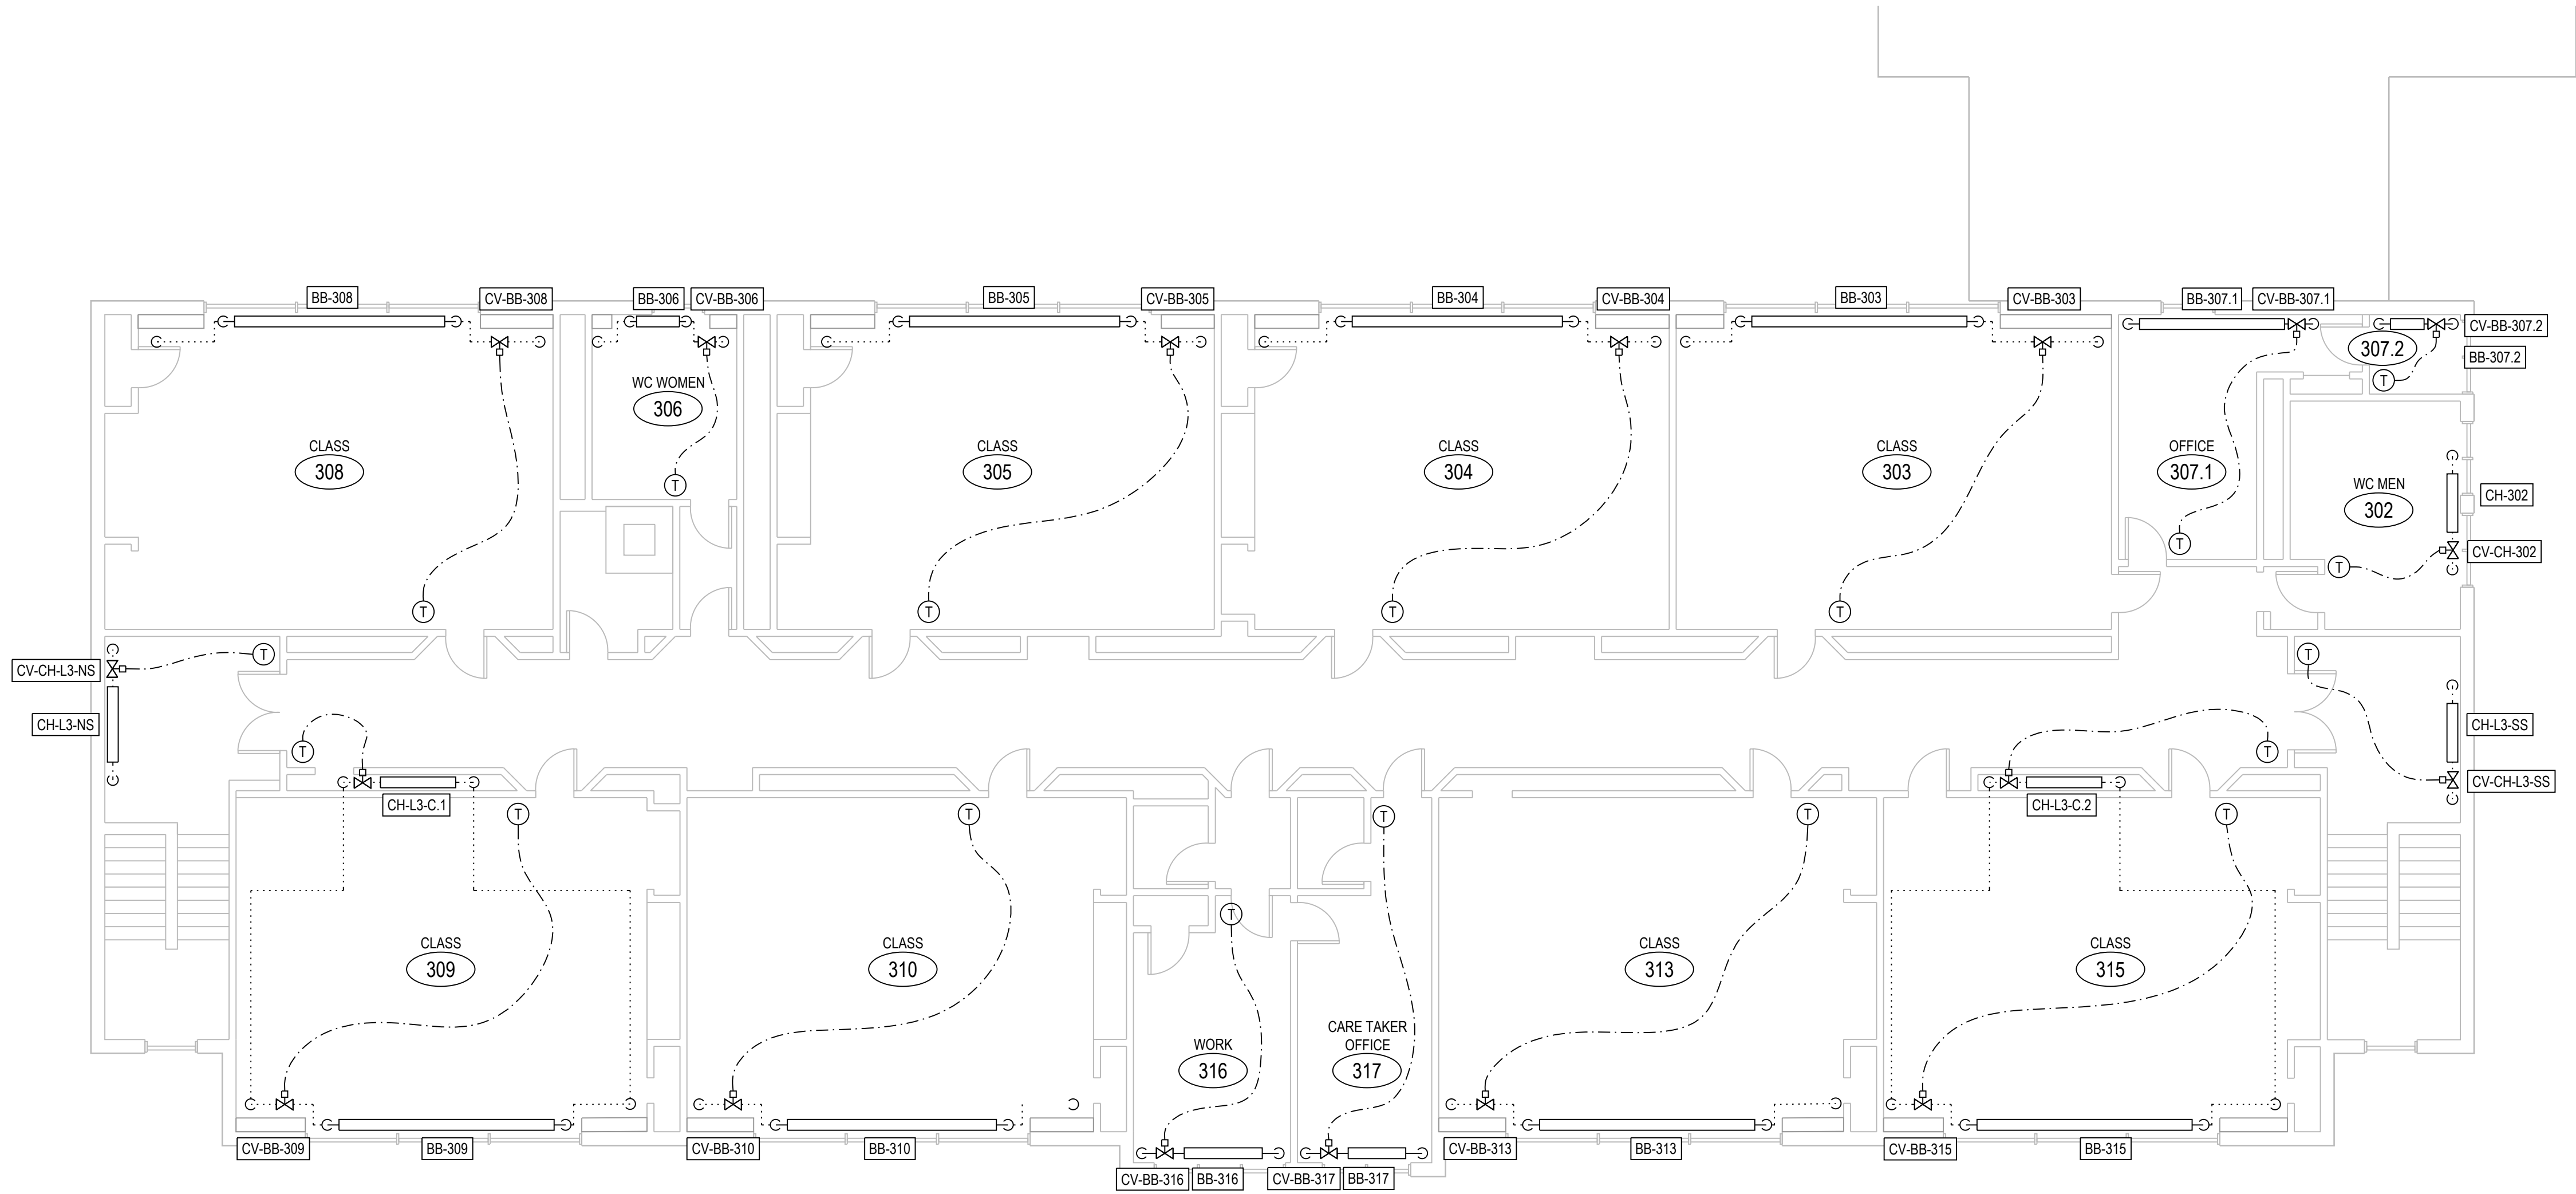 BB-308
CV-BB-308
BB-306
CV-BB-306
BB-305
CV-BB-305
BB-304
CV-BB-304
BB-303
CV-BB-303
BB-307.1
CV-BB-307.1
CV-BB-307.2
307.2
BB-307.2
T
WC WOMEN
306
T
CLASS
308
CLASS
305
CLASS
304
CLASS
303
OFFICE
307.1
WC MEN
302
CH-302
CV-CH-302
T
T
T
T
T
T
T
CV-CH-L3-NS
T
T
CH-L3-NS
T
T
CH-L3-SS
CV-CH-L3-SS
CH-L3-C.1
CH-L3-C.2
T
T
T
T
T
T
CLASS
309
CLASS
310
CLASS
313
CLASS
315
WORK
316
CARE TAKER
OFFICE
317
CV-BB-309
BB-309
CV-BB-310
BB-310
CV-BB-313
BB-313
CV-BB-315
BB-315
CV-BB-316
BB-316
CV-BB-317
BB-317